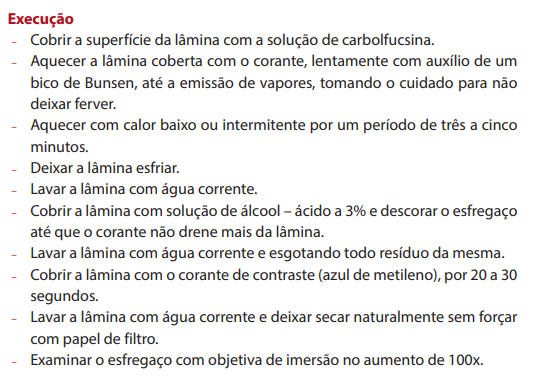 Execução
– Cobrir a superfície da lâmina com a solução de carbolfucsina.
– Aquecer a lâmina coberta com o corante, lentamente com auxílio de um
bico de Bunsen, até a emissão de vapores, tomando o cuidado para não
deixar ferver.
– Aquecer com calor baixo ou intermitente por um período de três a cinco
minutos.
– Deixar a lâmina esfriar.
– Lavar a lâmina com água corrente.
– Cobrir a lâmina com solução de álcool – ácido a 3% e descorar o esfregaço
até que o corante não drene mais da lâmina.
– Lavar a lâmina com água corrente e esgotando todo resíduo da mesma.
– Cobrir a lâmina com o corante de contraste (azul de metileno), por 20 a 30
segundos.
– Lavar a lâmina com água corrente e deixar secar naturalmente sem forçar
com papel de filtro.
– Examinar o esfregaço com objetiva de imersão no aumento de 100x.